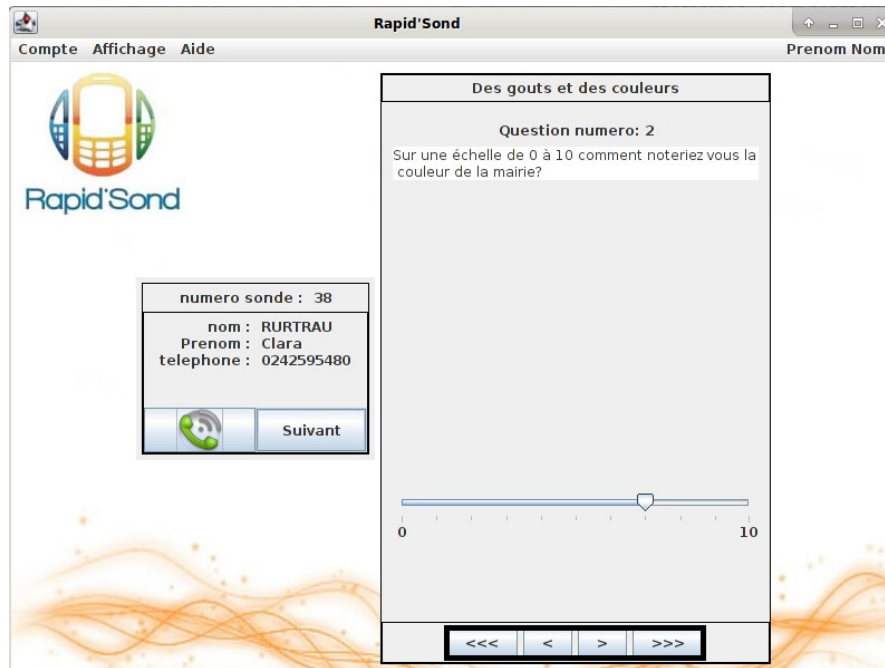 Rapid'Sond
Compte Affichage Aide
Prenom Nom
Rapid'Sond
numero sonde : 38
nom : RURTRAU
Prenom : Clara
telephone : 0242595480
Suivant
Des gouts et des couleurs
Question numero: 2
Sur une échelle de 0 à 10 comment noteriez vous la
couleur de la mairie?
0 10
<<< < > >>>